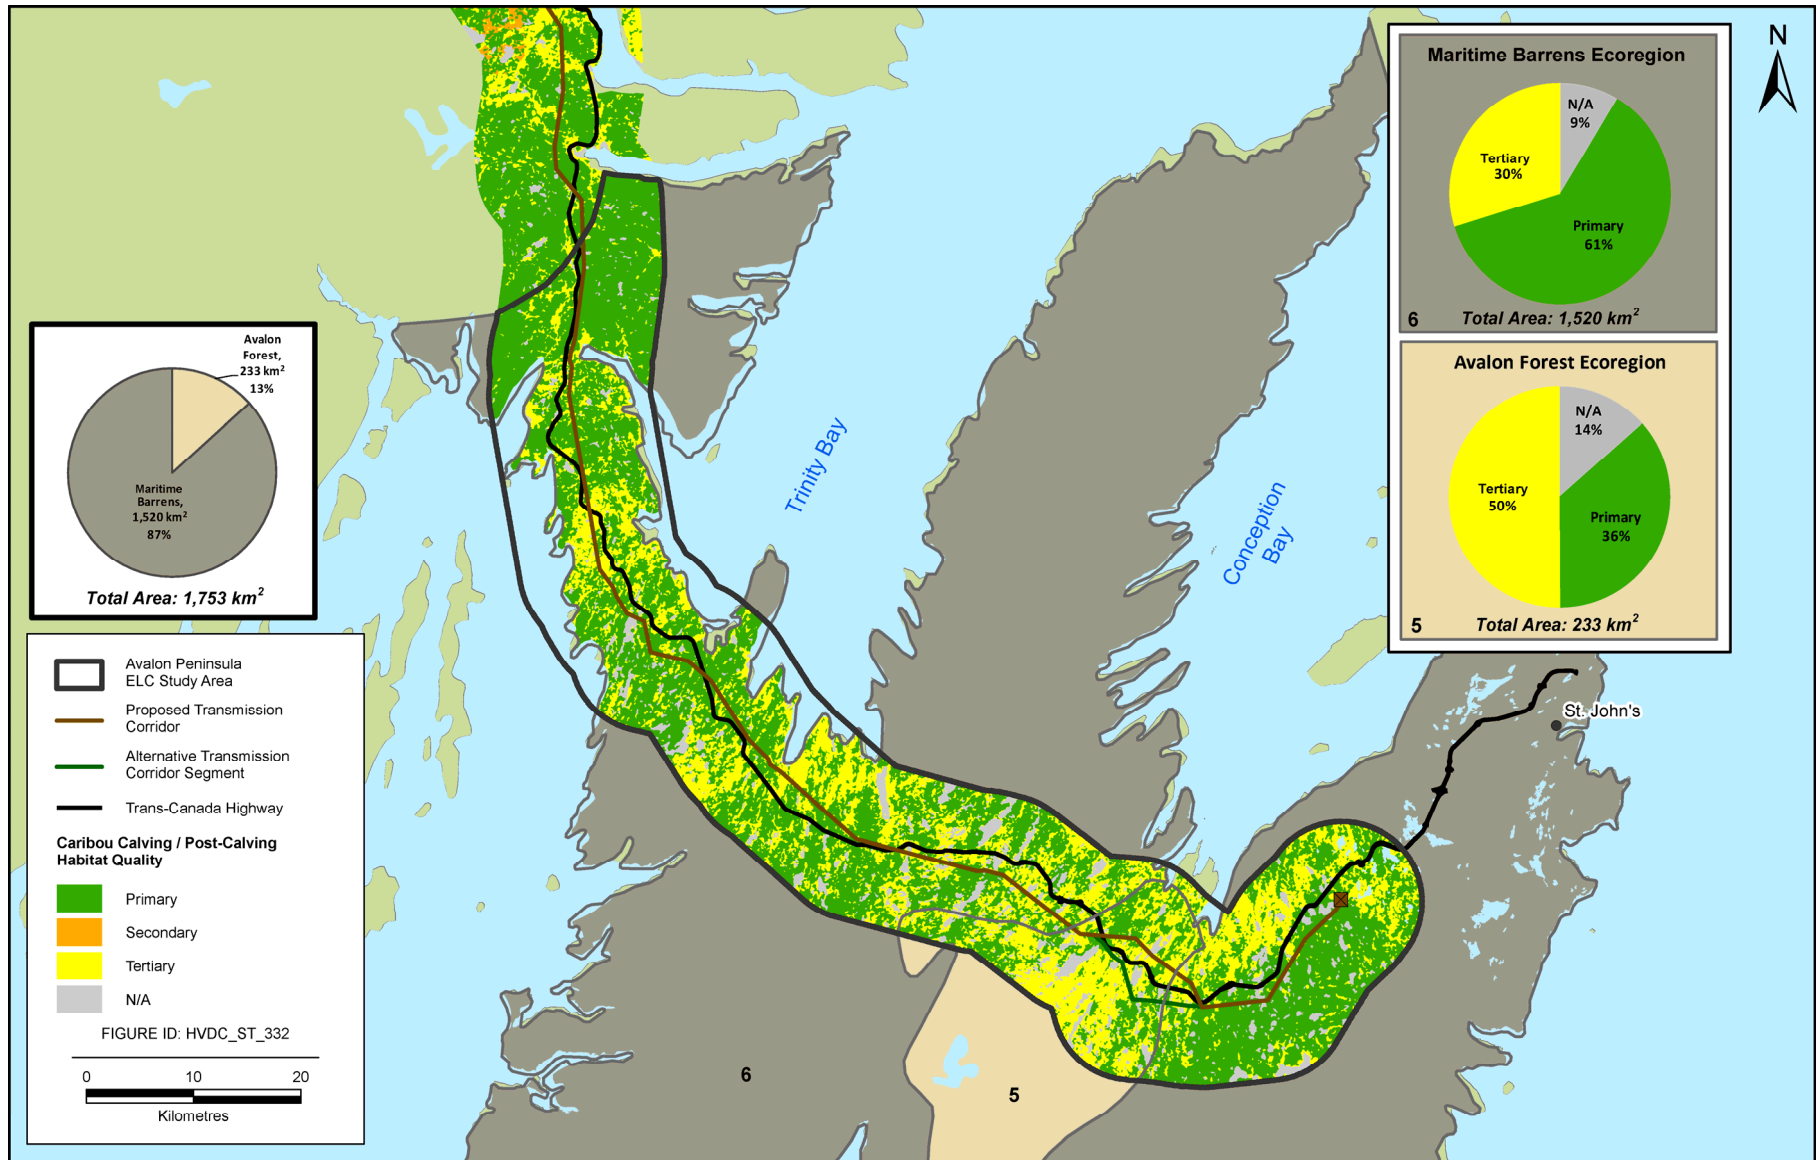 N
Maritime Barrens Ecoregion
N/A
9%
Tertiary
30%
Primary
61%
6
Total Area: 1,520 km²
Avalon Forest Ecoregion
N/A
14%
Tertiary
50%
Primary
36%
5
Total Area: 233 km²
Avalon
Forest,
233 km²
13%
Maritime
Barrens,
1,520 km²
87%
Total Area: 1,753 km²
Trinity Bay
Conception
Bay
St. John's
6
5
Avalon Peninsula
ELC Study Area
Proposed Transmission
Corridor
Alternative Transmission
Corridor Segment
Trans-Canada Highway
Caribou Calving / Post-Calving
Habitat Quality
Primary
Secondary
Tertiary
N/A
FIGURE ID: HVDC_ST_332
0 10 20
Kilometres